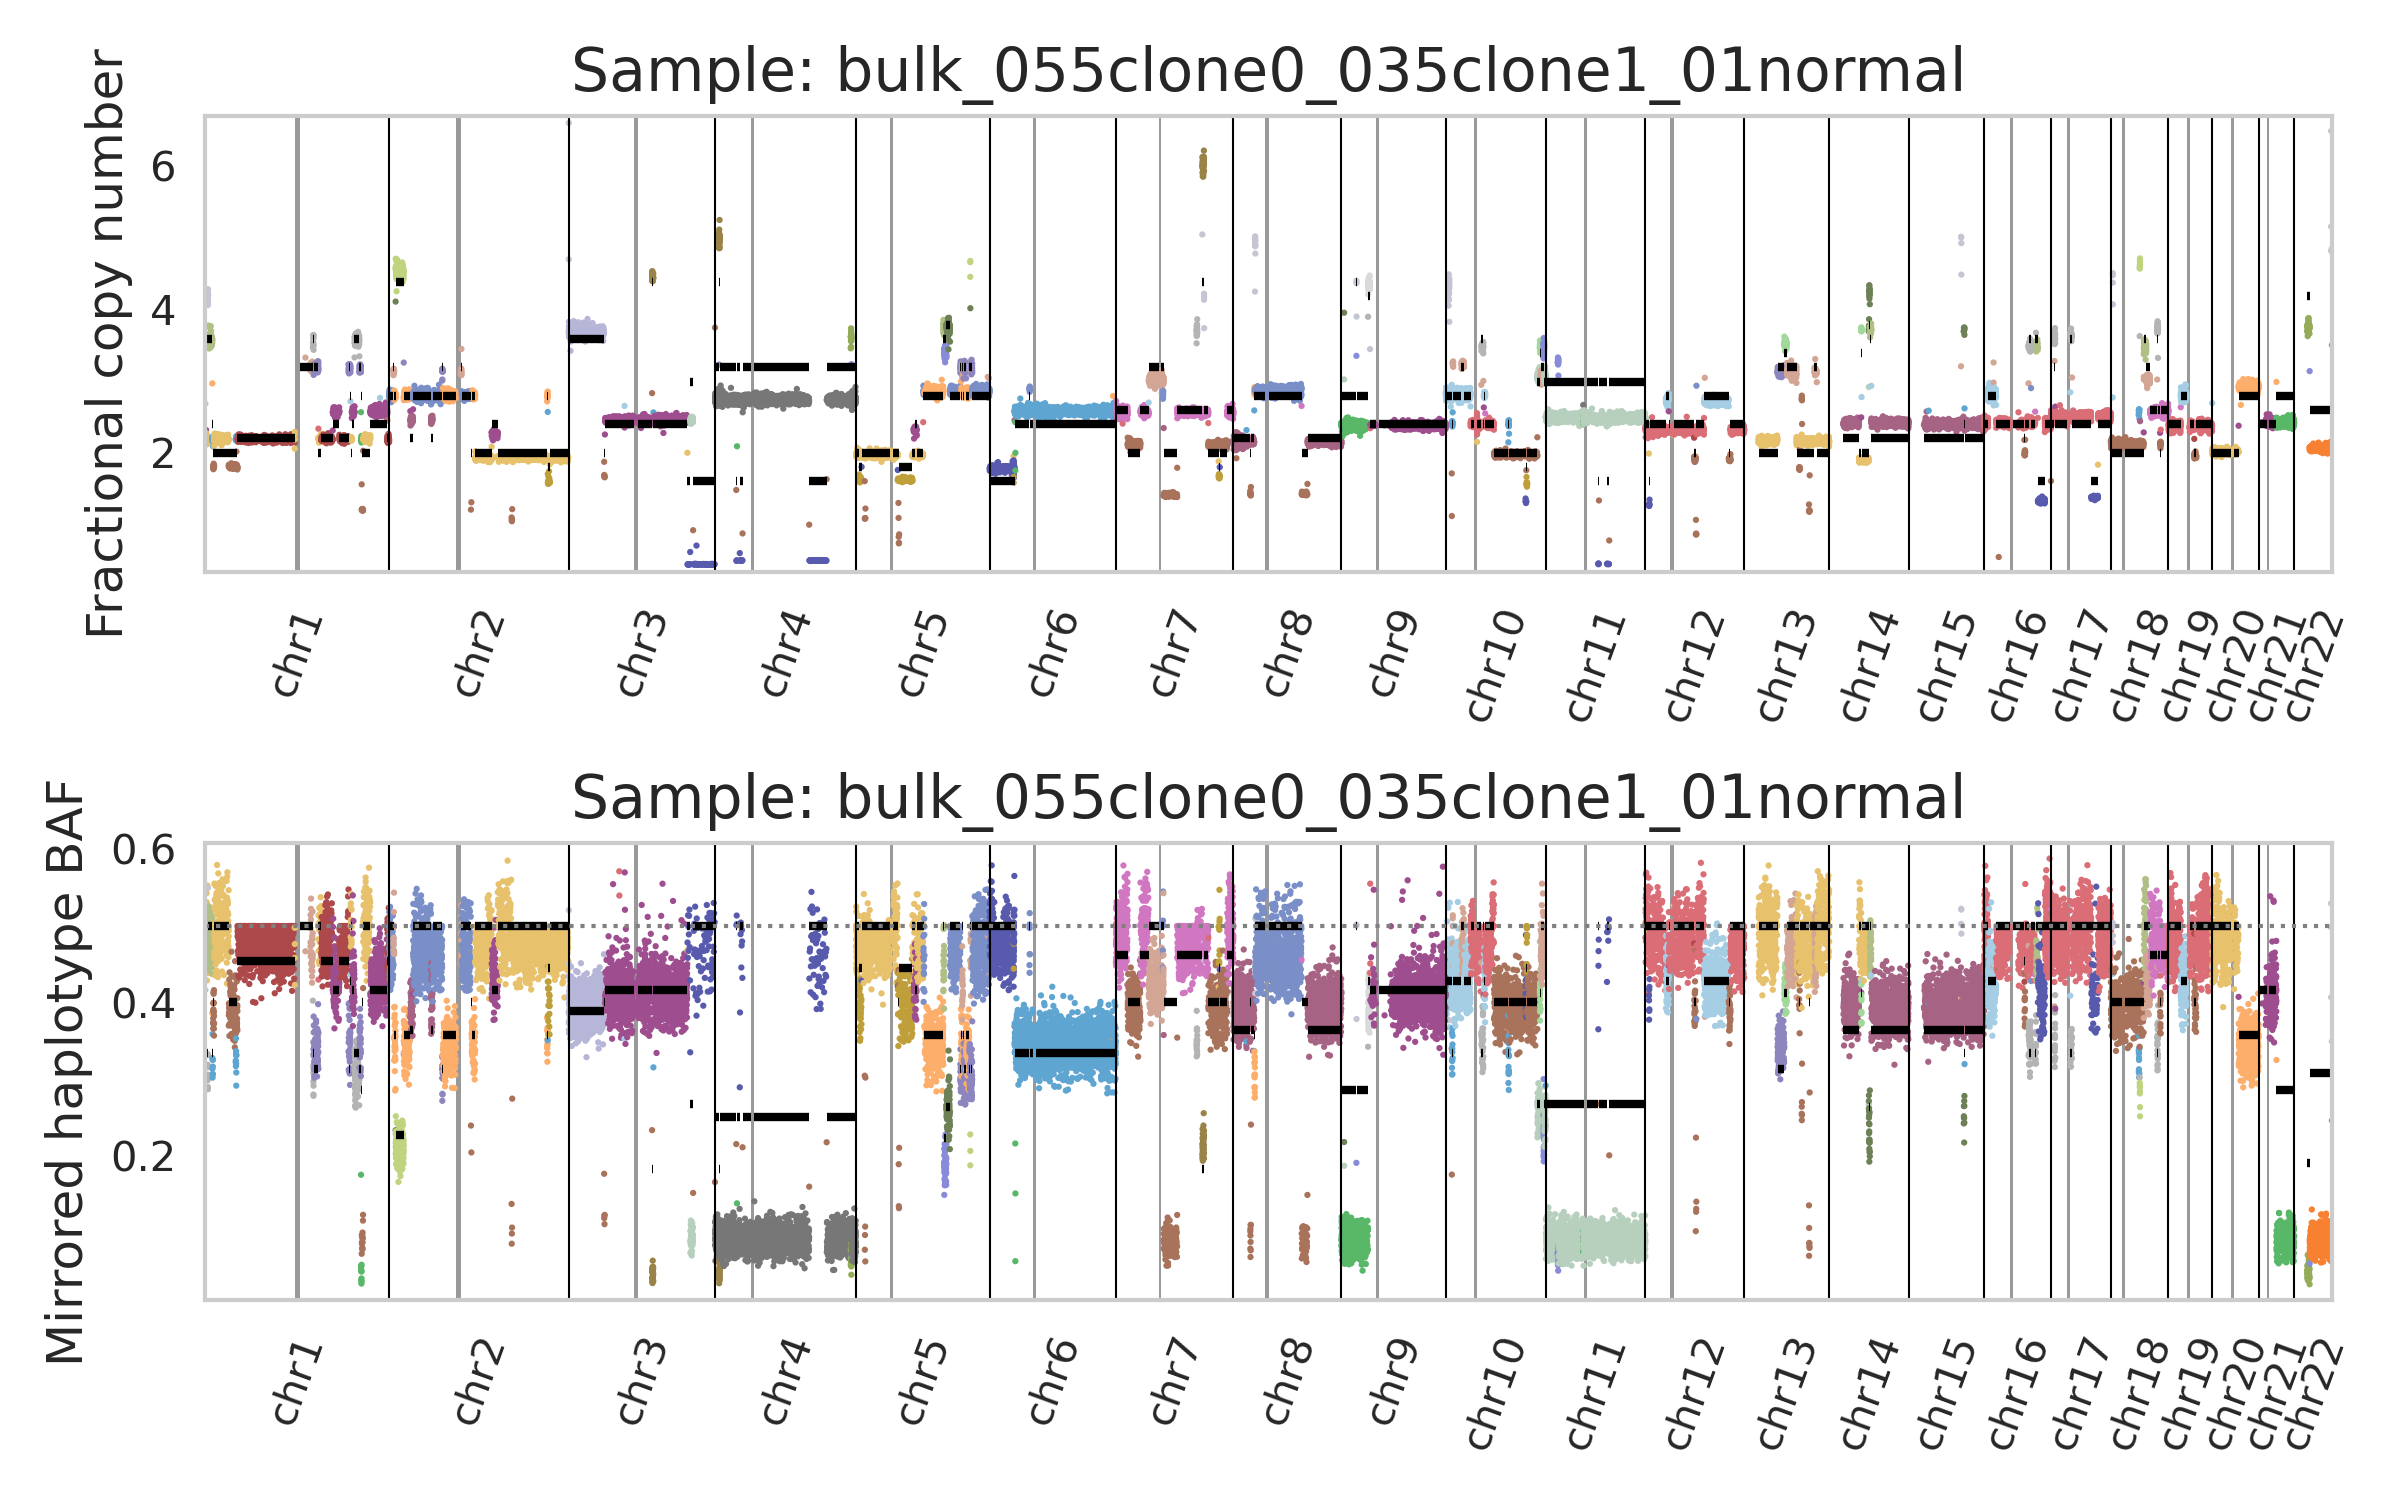 Sample: bulk_055clone0_035clone1_01normal
Fractional copy number
6
4
2
chr1
chr2
chr3
chr4
chr5
chr6
chr7
chr8
chr9
chr10
chr11
chr12
chr13
chr14
chr15
chr16
chr17
chr18
chr19
chr20
chr21
chr22
Sample: bulk_055clone0_035clone1_01normal
Mirrored haplotype BAF
0.6
0.4
0.2
chr1
chr2
chr3
chr4
chr5
chr6
chr7
chr8
chr9
chr10
chr11
chr12
chr13
chr14
chr15
chr16
chr17
chr18
chr19
chr20
chr21
chr22